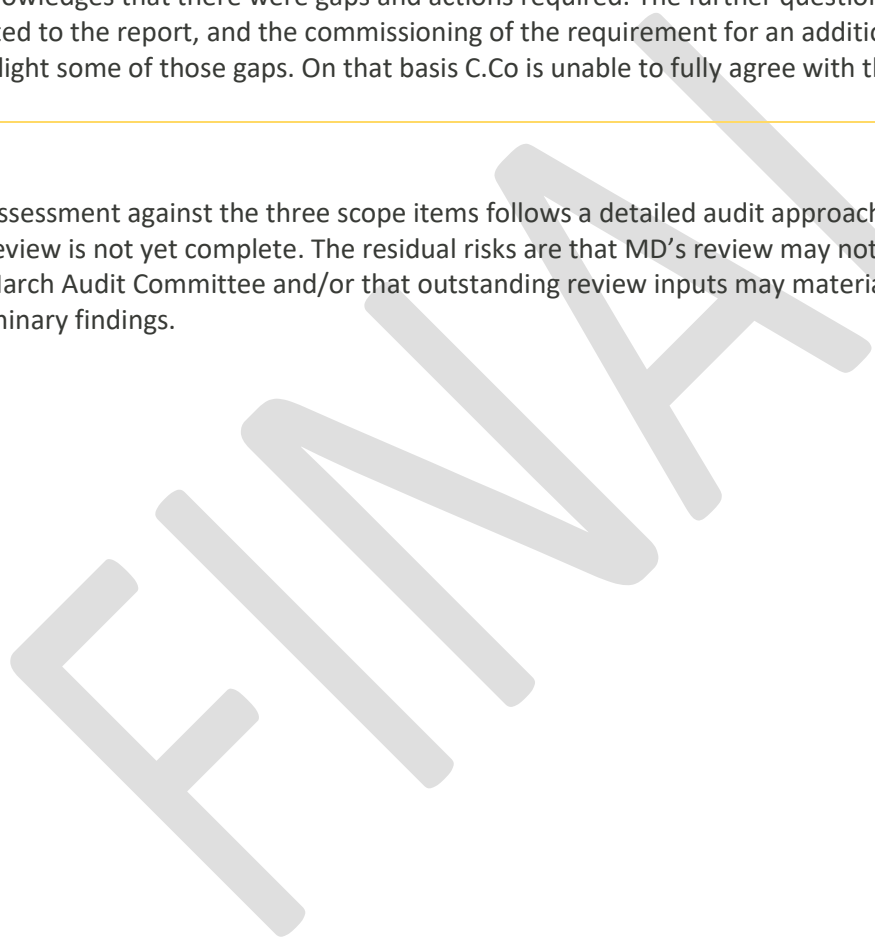 owledges that there were gaps and actions required. The further question
ted to the report, and the commissioning of the requirement for an additio
light some of those gaps. On that basis C.Co is unable to fully agree with th
ssessment against the three scope items follows a detailed audit approach
eview is not yet complete. The residual risks are that MD’s review may not
March Audit Committee and/or that outstanding review inputs may materia
minary findings.
FINAL